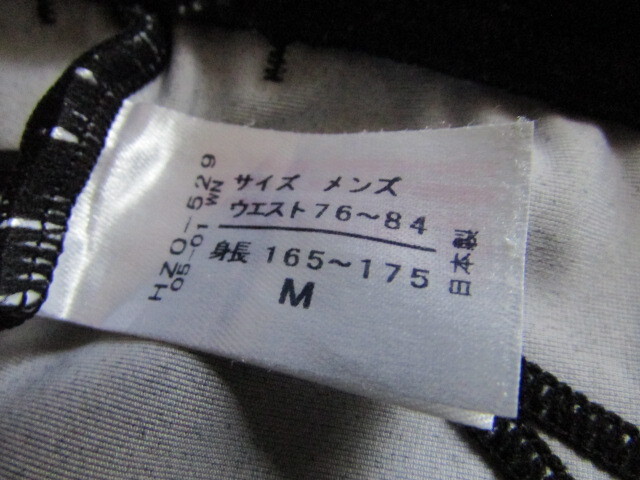 HZO-529
05-01 WN
サイズ メンズ
ウエスト76〜84
身長 165〜175
M
日本製